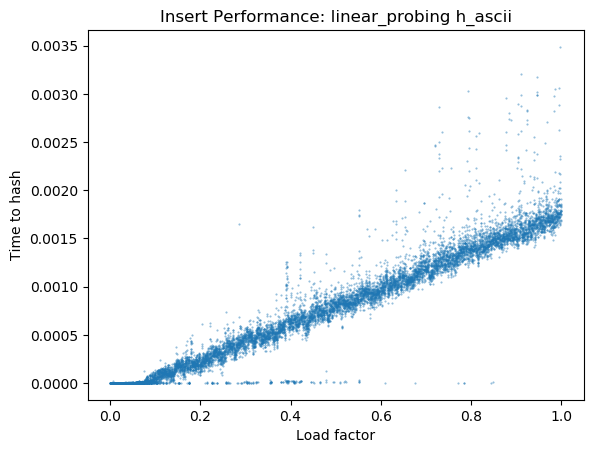 Insert Performance: linear_probing h_ascii
0.0035
0.0030
0.0025
0.0020
0.0015
0.0010
0.0005
0.0000
Time to hash
0.0 0.2 0.4 0.6 0.8 1.0
Load factor